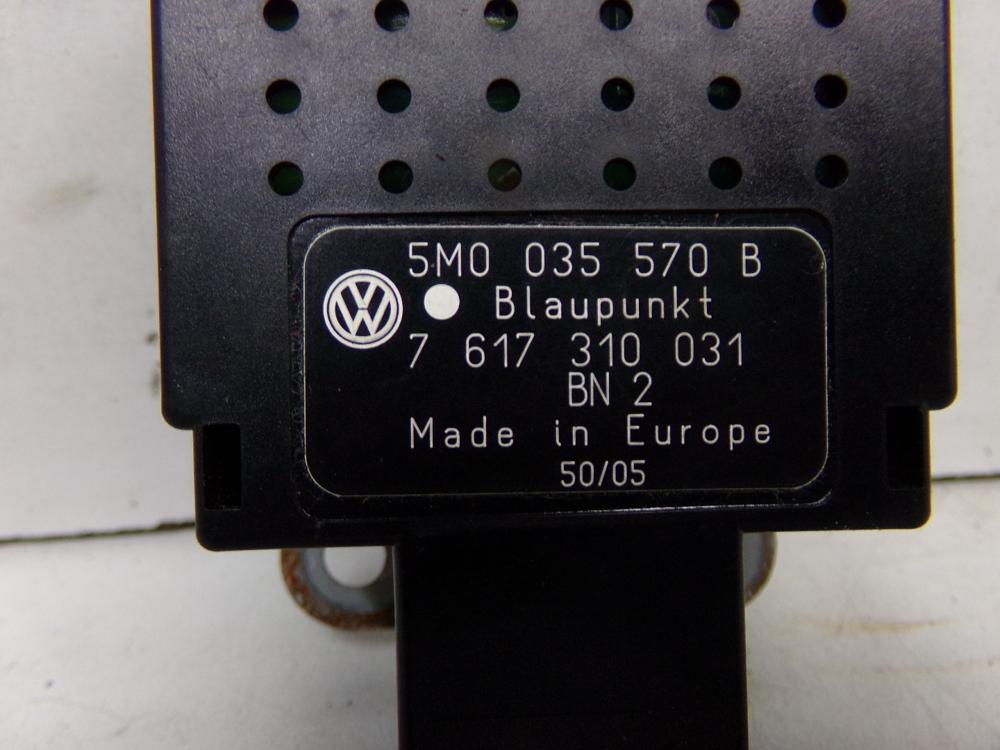 5M0 035 570 B
Blaupunkt
7 617 310 031
BN 2
Made in Europe
50/05